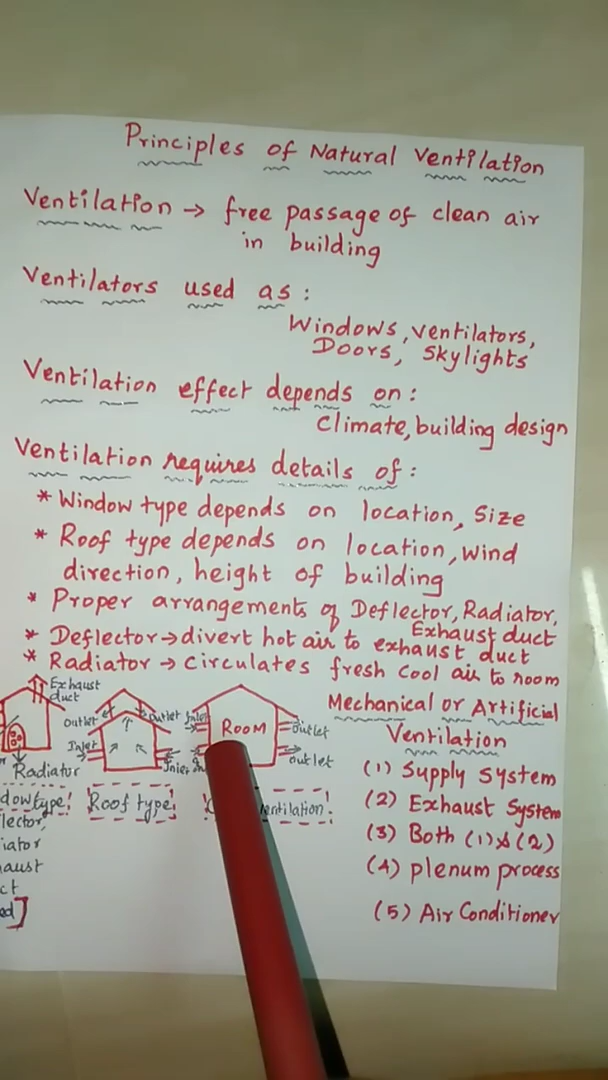 Principles of Natural Ventilation
Ventilation → free passage of clean air
in building
Ventilators used as :
Windows, ventilators,
Doors, Skylights
Ventilation effect depends on :
Climate, building design
Ventilation requires details of :
* Window type depends on location, Size
* Roof type depends on location, wind
direction, height of building
* Proper arrangements of Deflector, Radiator,
Exhaust duct
* Deflector → divert hot air to exhaust duct
* Radiator → circulates fresh cool air to room
Exhaust
duct
Radiator
Outlet
Outlet
Inlet
Inlet
Inlet
ROOM
Outlet
Outlet
Roof type
Mechanical or Artificial
Ventilation
(1) Supply System
(2) Exhaust System
(3) Both (1) & (2)
(4) plenum process
(5) Air Conditioner